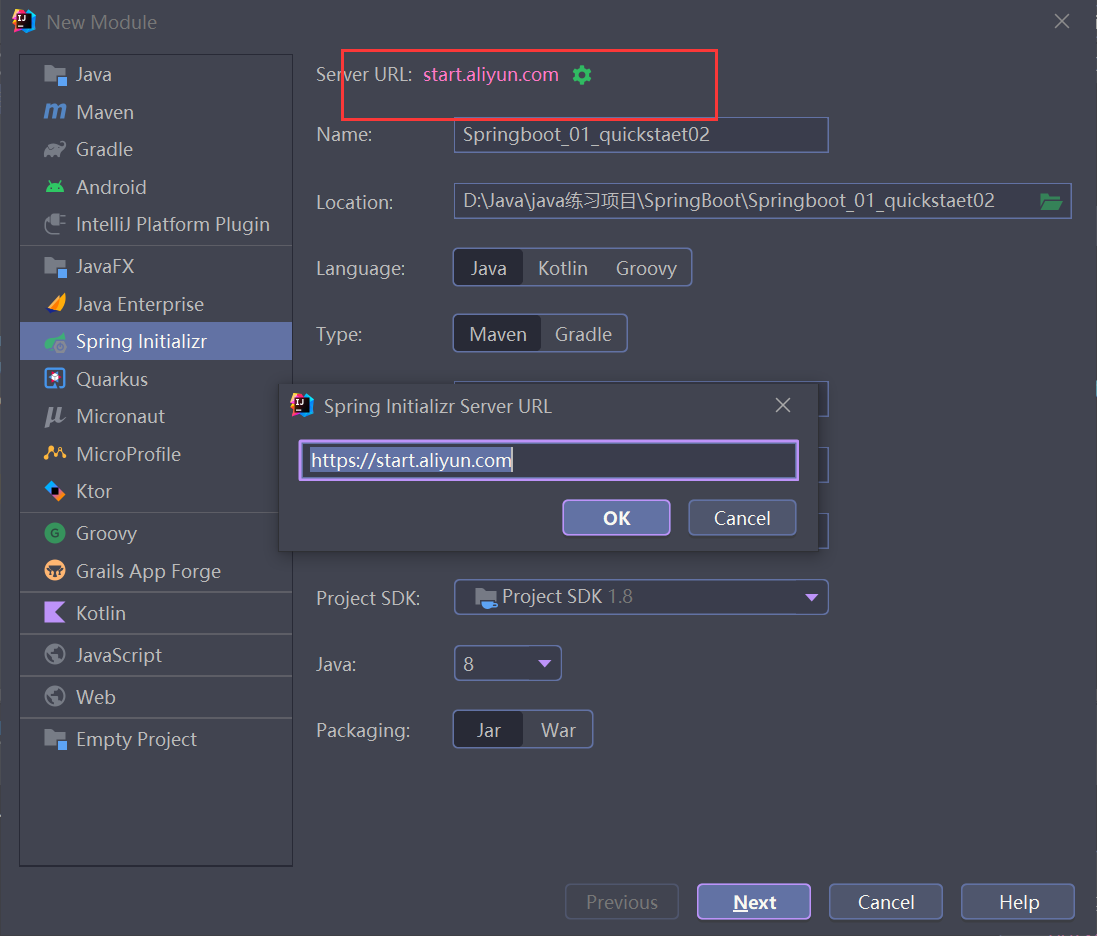 New Module
Java
Maven
Gradle
Android
IntelliJ Platform Plugin
JavaFX
Java Enterprise
Spring Initializr
Quarkus
Micronaut
MicroProfile
Ktor
Groovy
Grails App Forge
Kotlin
JavaScript
Web
Empty Project
Server URL: start.aliyun.com
Name: Springboot_01_quickstaet02
Location: D:\Java\java练习项目\SpringBoot\Springboot_01_quickstaet02
Language: Java Kotlin Groovy
Type: Maven Gradle
Spring Initializr Server URL
https://start.aliyun.com
OK Cancel
Project SDK: Project SDK 1.8
Java: 8
Packaging: Jar War
Previous Next Cancel Help